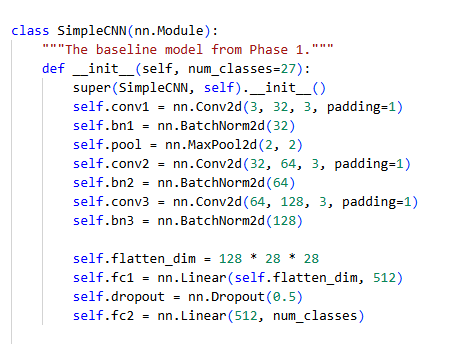 class SimpleCNN(nn.Module):
    """The baseline model from Phase 1."""
    def __init__(self, num_classes=27):
        super(SimpleCNN, self).__init__()
        self.conv1 = nn.Conv2d(3, 32, 3, padding=1)
        self.bn1 = nn.BatchNorm2d(32)
        self.pool = nn.MaxPool2d(2, 2)
        self.conv2 = nn.Conv2d(32, 64, 3, padding=1)
        self.bn2 = nn.BatchNorm2d(64)
        self.conv3 = nn.Conv2d(64, 128, 3, padding=1)
        self.bn3 = nn.BatchNorm2d(128)

        self.flatten_dim = 128 * 28 * 28
        self.fc1 = nn.Linear(self.flatten_dim, 512)
        self.dropout = nn.Dropout(0.5)
        self.fc2 = nn.Linear(512, num_classes)